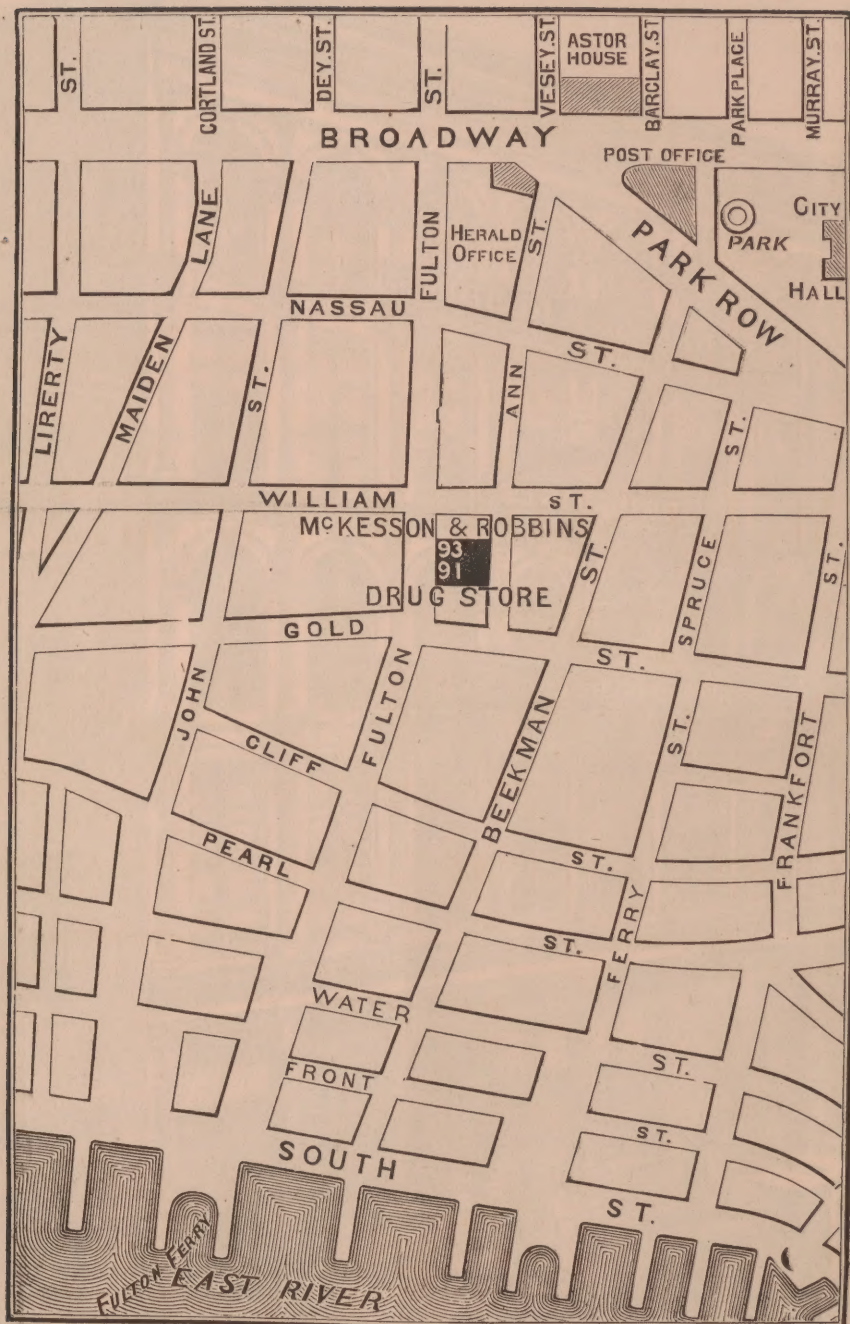 ST.
CORTLAND ST.
DEY. ST.
ST.
VESEY. ST.
ASTOR
HOUSE
BARCLAY. ST.
PARK PLACE
MURRAY. ST.
BROADWAY
POST OFFICE
LANE
FULTON
HERALD
OFFICE
ST.
PARK ROW
PARK
CITY
HALL
NASSAU
ST.
LIRERTY
MAIDEN
ST.
ANN
ST.
WILLIAM
ST.
McKESSON & ROBBINS
93
91
DRUG STORE
ST.
SPRUCE
ST.
GOLD
ST.
JOHN
FULTON
BEEKMAN
ST.
FRANKFORT
CLIFF
ST.
PEARL
ST.
FERRY
WATER
ST.
FRONT
ST.
SOUTH
ST.
FULTON FERRY
EAST RIVER